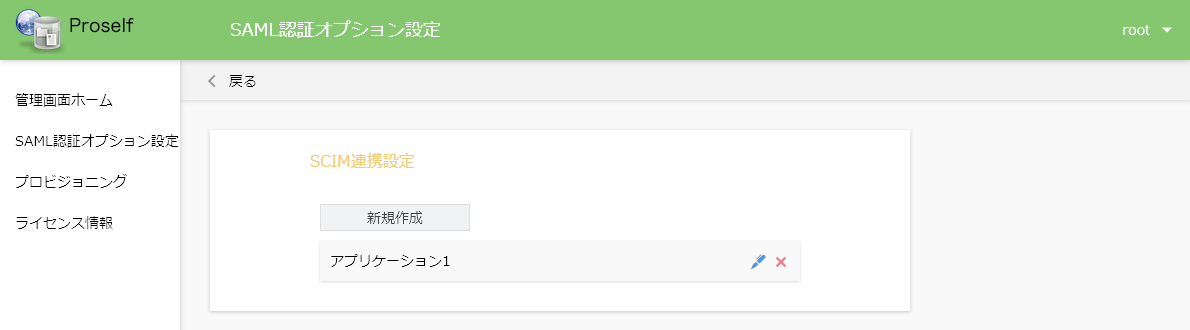 Proself
SAML認証オプション設定
root
戻る
管理画面ホーム
SAML認証オプション設定
プロビジョニング
ライセンス情報
SCIM連携設定
新規作成
アプリケーション1